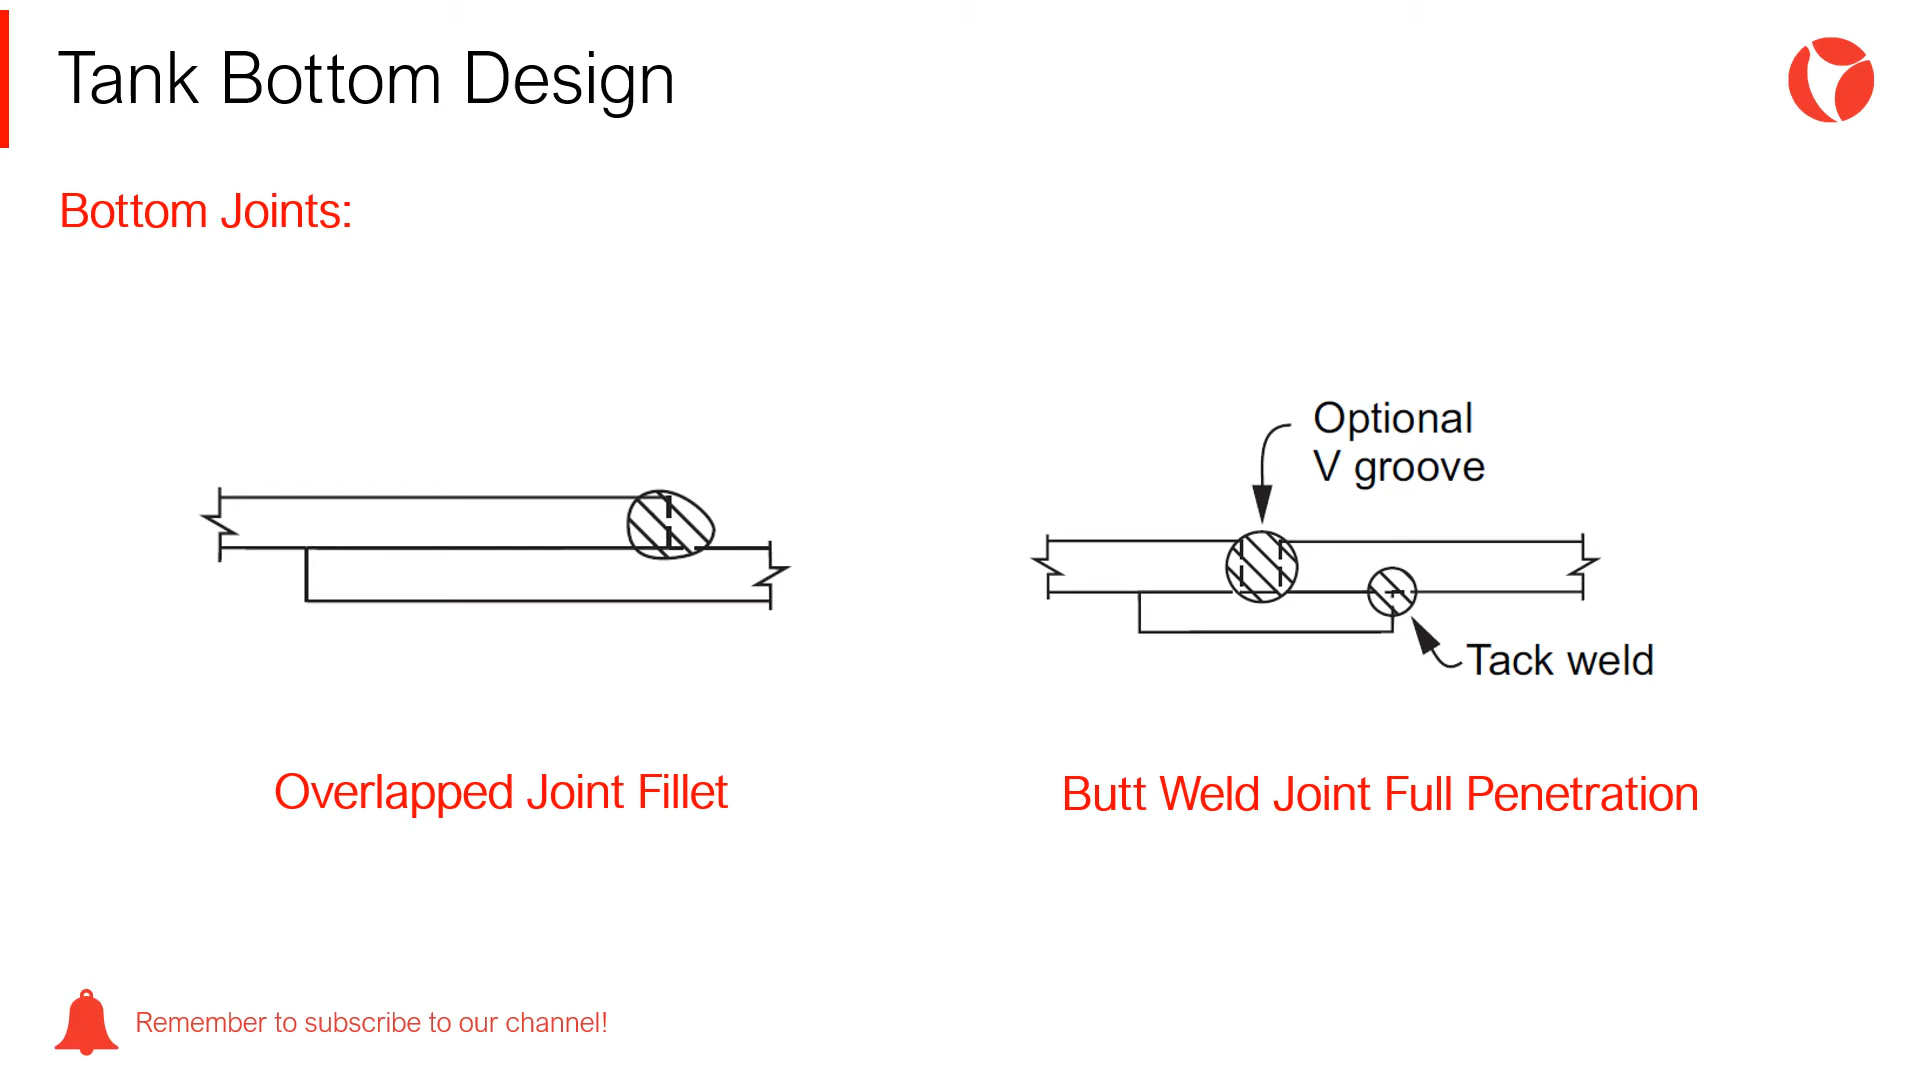 Tank Bottom Design
Bottom Joints:
Optional
V groove
Tack weld
Overlapped Joint Fillet
Butt Weld Joint Full Penetration
Remember to subscribe to our channel!